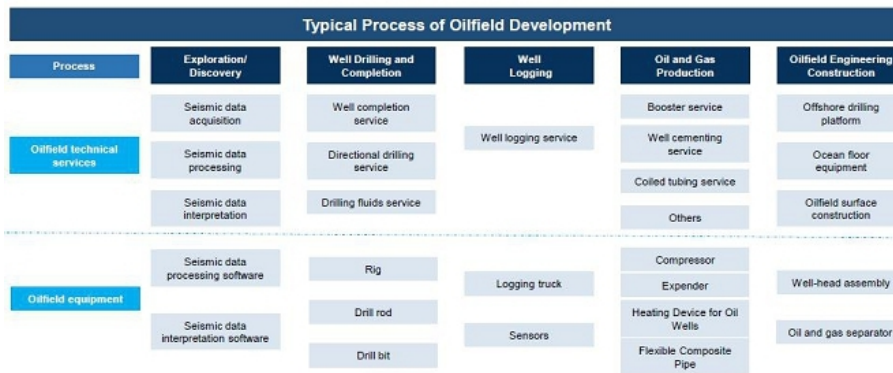 Typical Process of Oilfield Development
Process
Exploration/
Discovery
Well Drilling and
Completion
Well
Logging
Oil and Gas
Production
Oilfield Engineering
Construction
Oilfield technical
services
Seismic data
acquisition
Seismic data
processing
Seismic data
interpretation
Well completion
service
Directional drilling
service
Drilling fluids service
Well logging service
Booster service
Well cementing
service
Coiled tubing service
Others
Offshore drilling
platform
Ocean floor
equipment
Oilfield surface
construction
Oilfield equipment
Seismic data
processing software
Seismic data
interpretation software
Rig
Drill rod
Drill bit
Logging truck
Sensors
Compressor
Expender
Heating Device for Oil
Wells
Flexible Composite
Pipe
Well-head assembly
Oil and gas separator